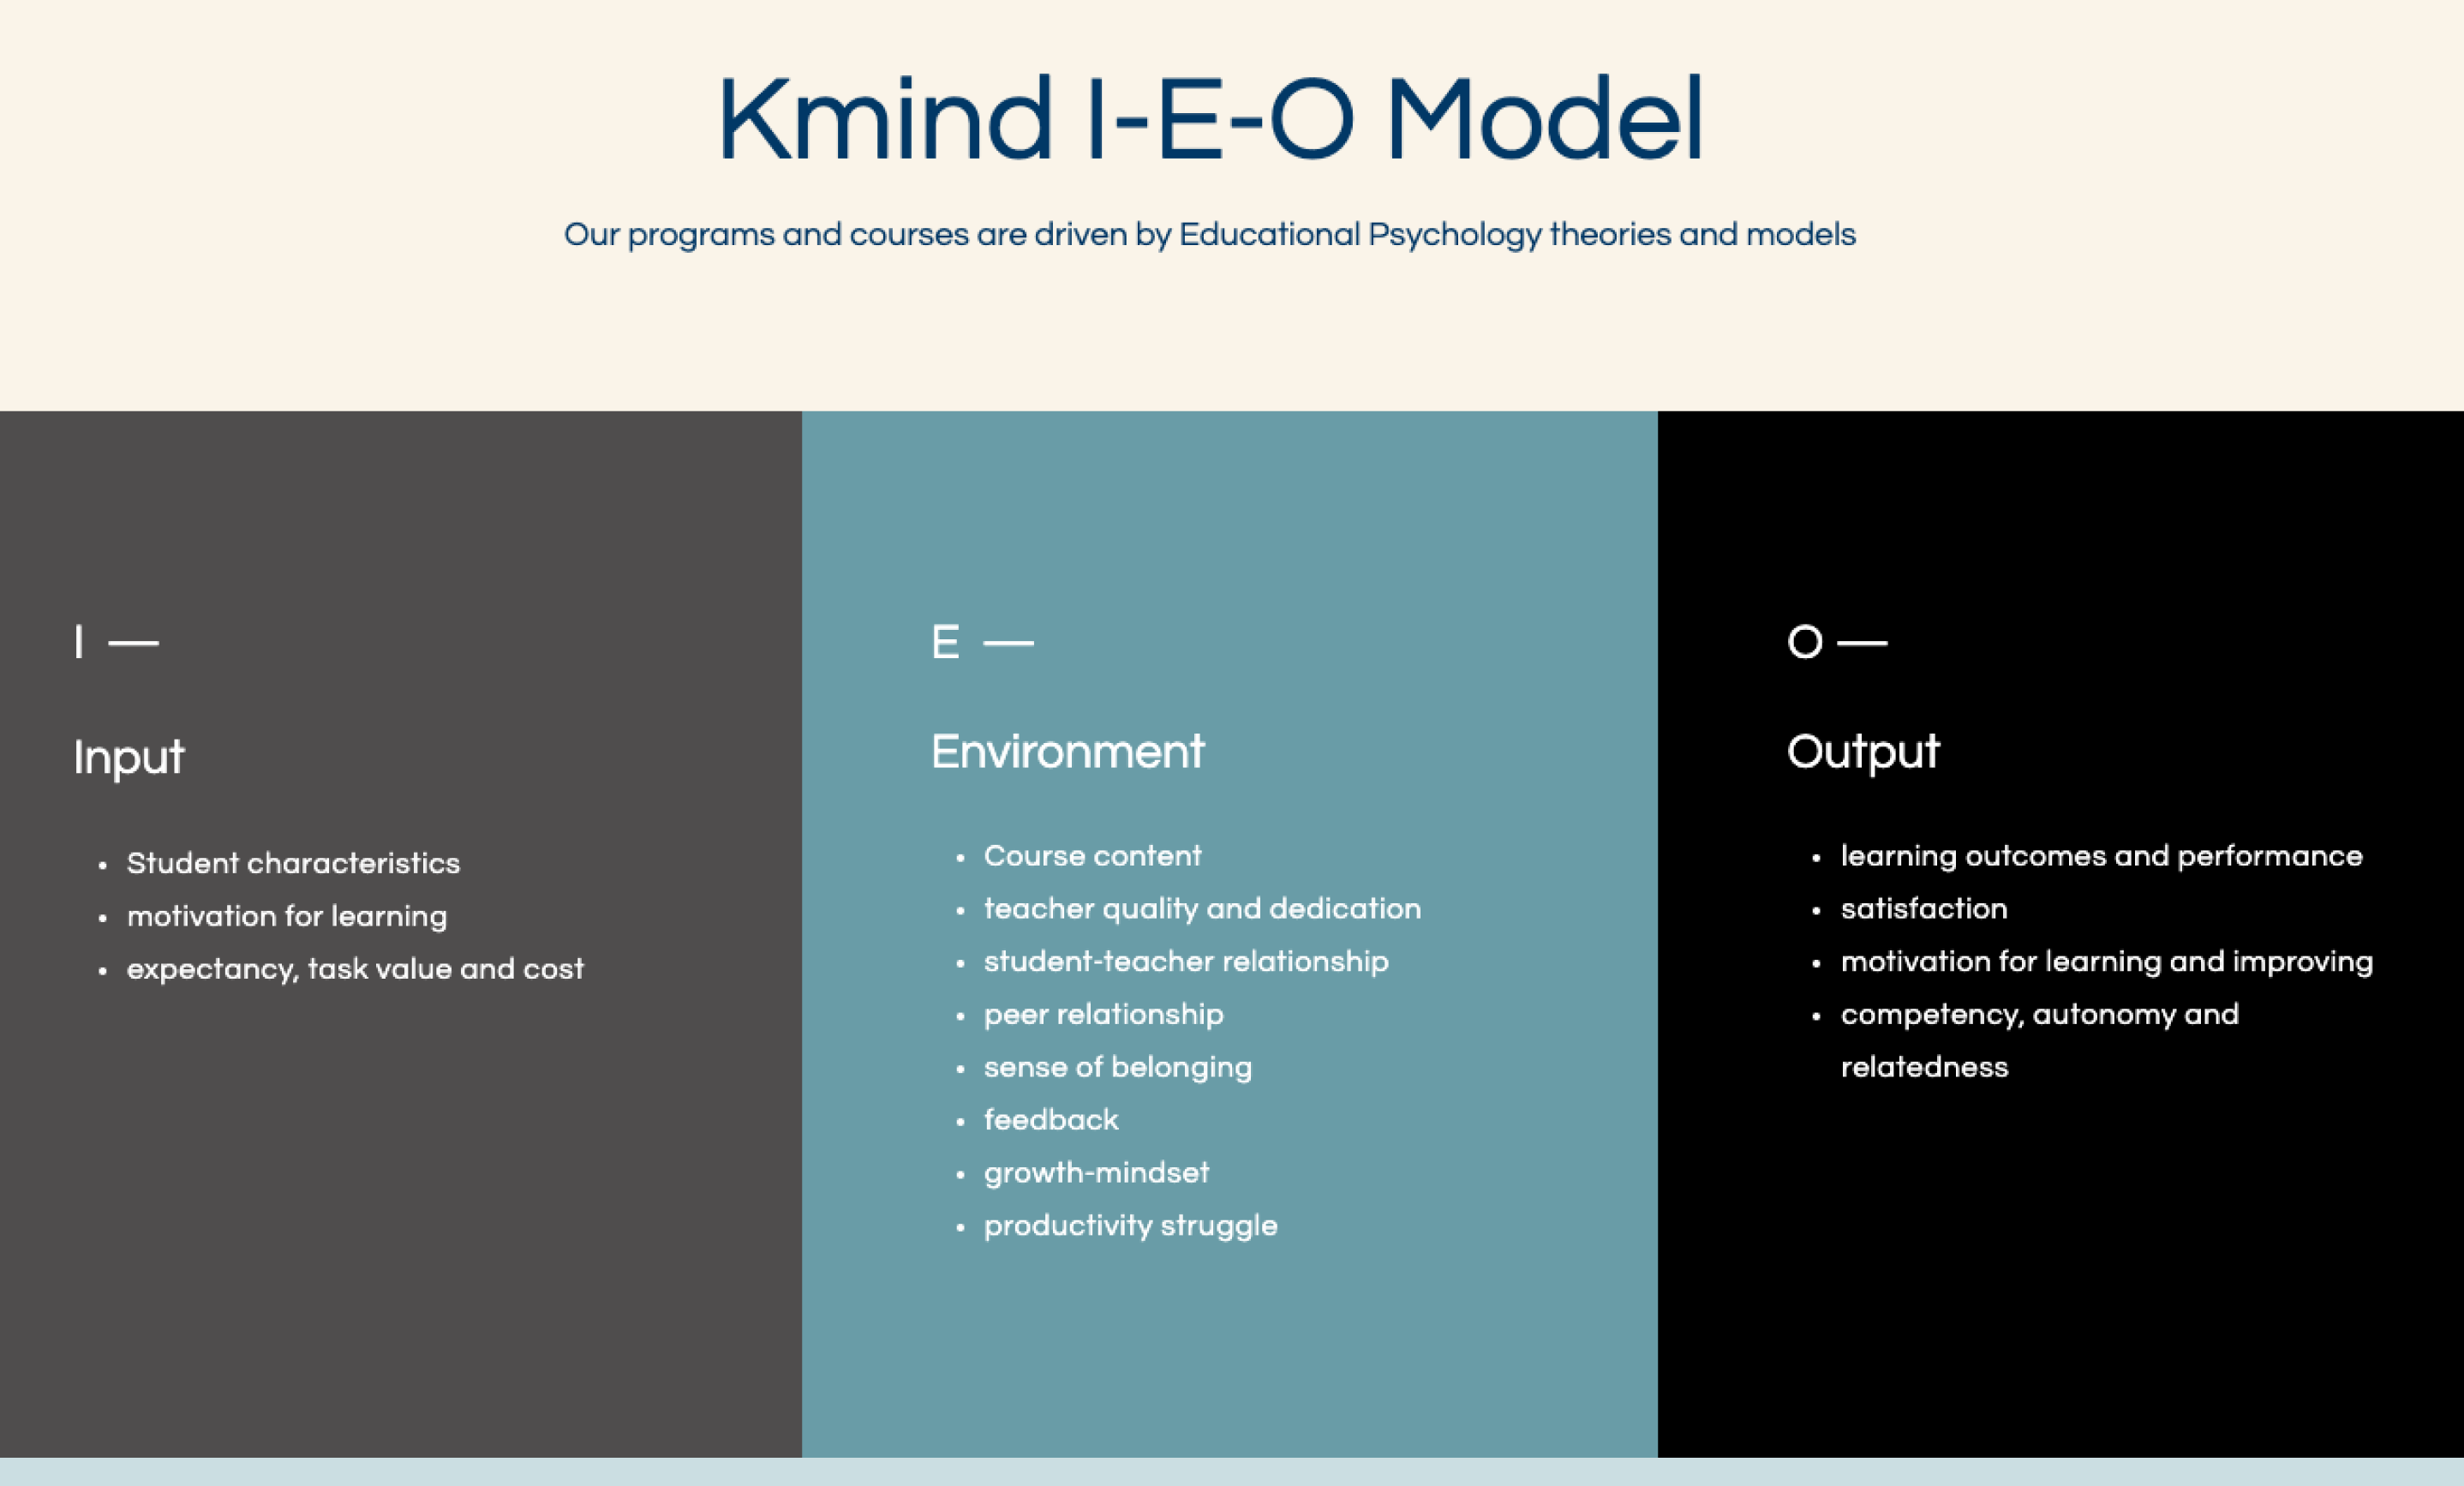 Kmind I-E-O Model
Our programs and courses are driven by Educational Psychology theories and models
I —
Input
• Student characteristics
• motivation for learning
• expectancy, task value and cost
E —
Environment
• Course content
• teacher quality and dedication
• student-teacher relationship
• peer relationship
• sense of belonging
• feedback
• growth-mindset
• productivity struggle
O —
Output
• learning outcomes and performance
• satisfaction
• motivation for learning and improving
• competency, autonomy and
relatedness